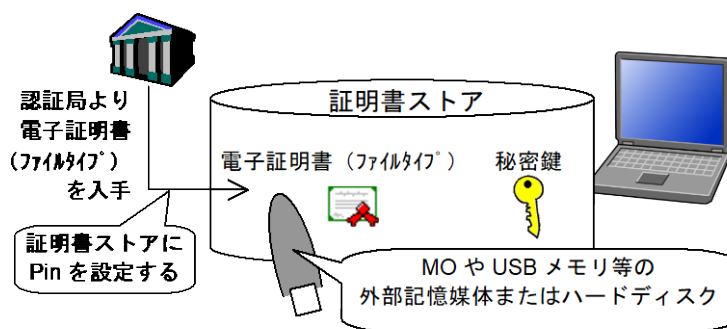 認証局より
電子証明書
(ﾌｧｲﾙﾀｲﾌﾟ)
を入手
証明書ストア
電子証明書（ﾌｧｲﾙﾀｲﾌﾟ）
秘密鍵
証明書ストアに
Pin を設定する
MO や USB メモリ等の
外部記憶媒体またはハードディスク